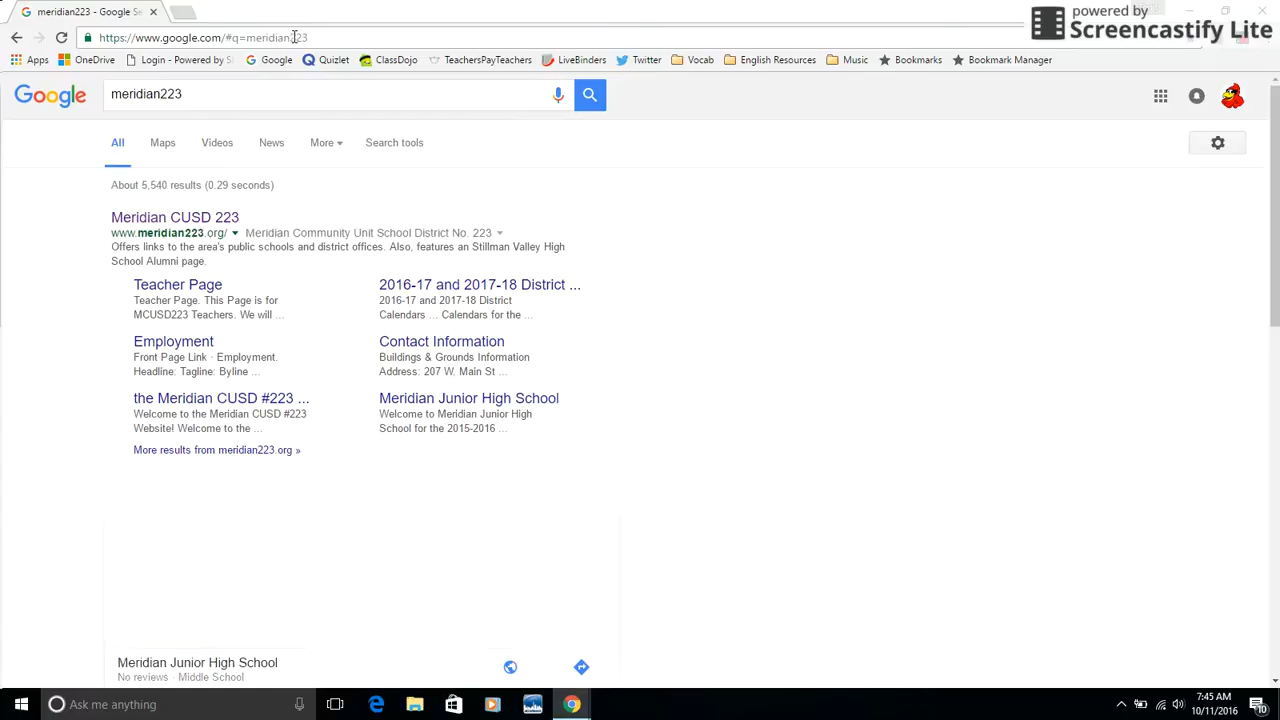 meridian223 - Google Se
powered by
Screencastify Lite
https://www.google.com/#q=meridian223
Apps OneDrive Login - Powered by S Google Quizlet ClassDojo TeachersPayTeachers LiveBinders Twitter Vocab English Resources Music Bookmarks Bookmark Manager
Google meridian223
All Maps Videos News More Search tools
About 5,540 results (0.29 seconds)
Meridian CUSD 223
www.meridian223.org/ Meridian Community Unit School District No. 223
Offers links to the area's public schools and district offices. Also, features an Stillman Valley High
School Alumni page.
Teacher Page
Teacher Page. This Page is for
MCUSD223 Teachers. We will ...
2016-17 and 2017-18 District ...
2016-17 and 2017-18 District
Calendars ... Calendars for the ...
Employment
Front Page Link · Employment.
Headline: Tagline: Byline ...
Contact Information
Buildings & Grounds Information
Address: 207 W. Main St ...
the Meridian CUSD #223 ...
Welcome to the Meridian CUSD #223
Website! Welcome to the ...
Meridian Junior High School
Welcome to Meridian Junior High
School for the 2015-2016 ...
More results from meridian223.org »
Meridian Junior High School
No reviews · Middle School
Ask me anything
7:45 AM
10/11/2016
10